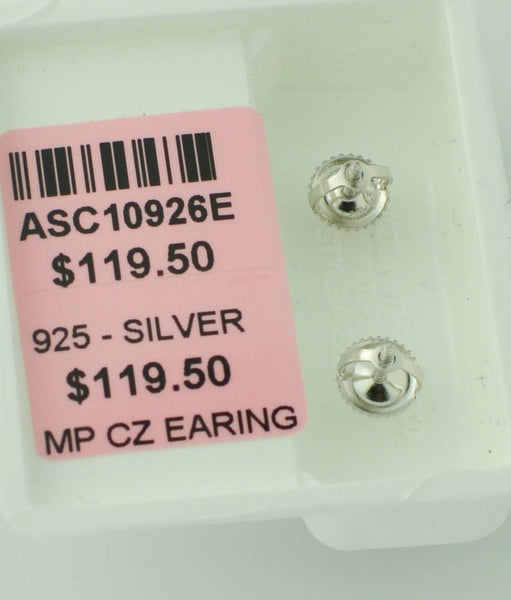 ASC10926E
$119.50
925 - SILVER
$119.50
MP CZ EARING